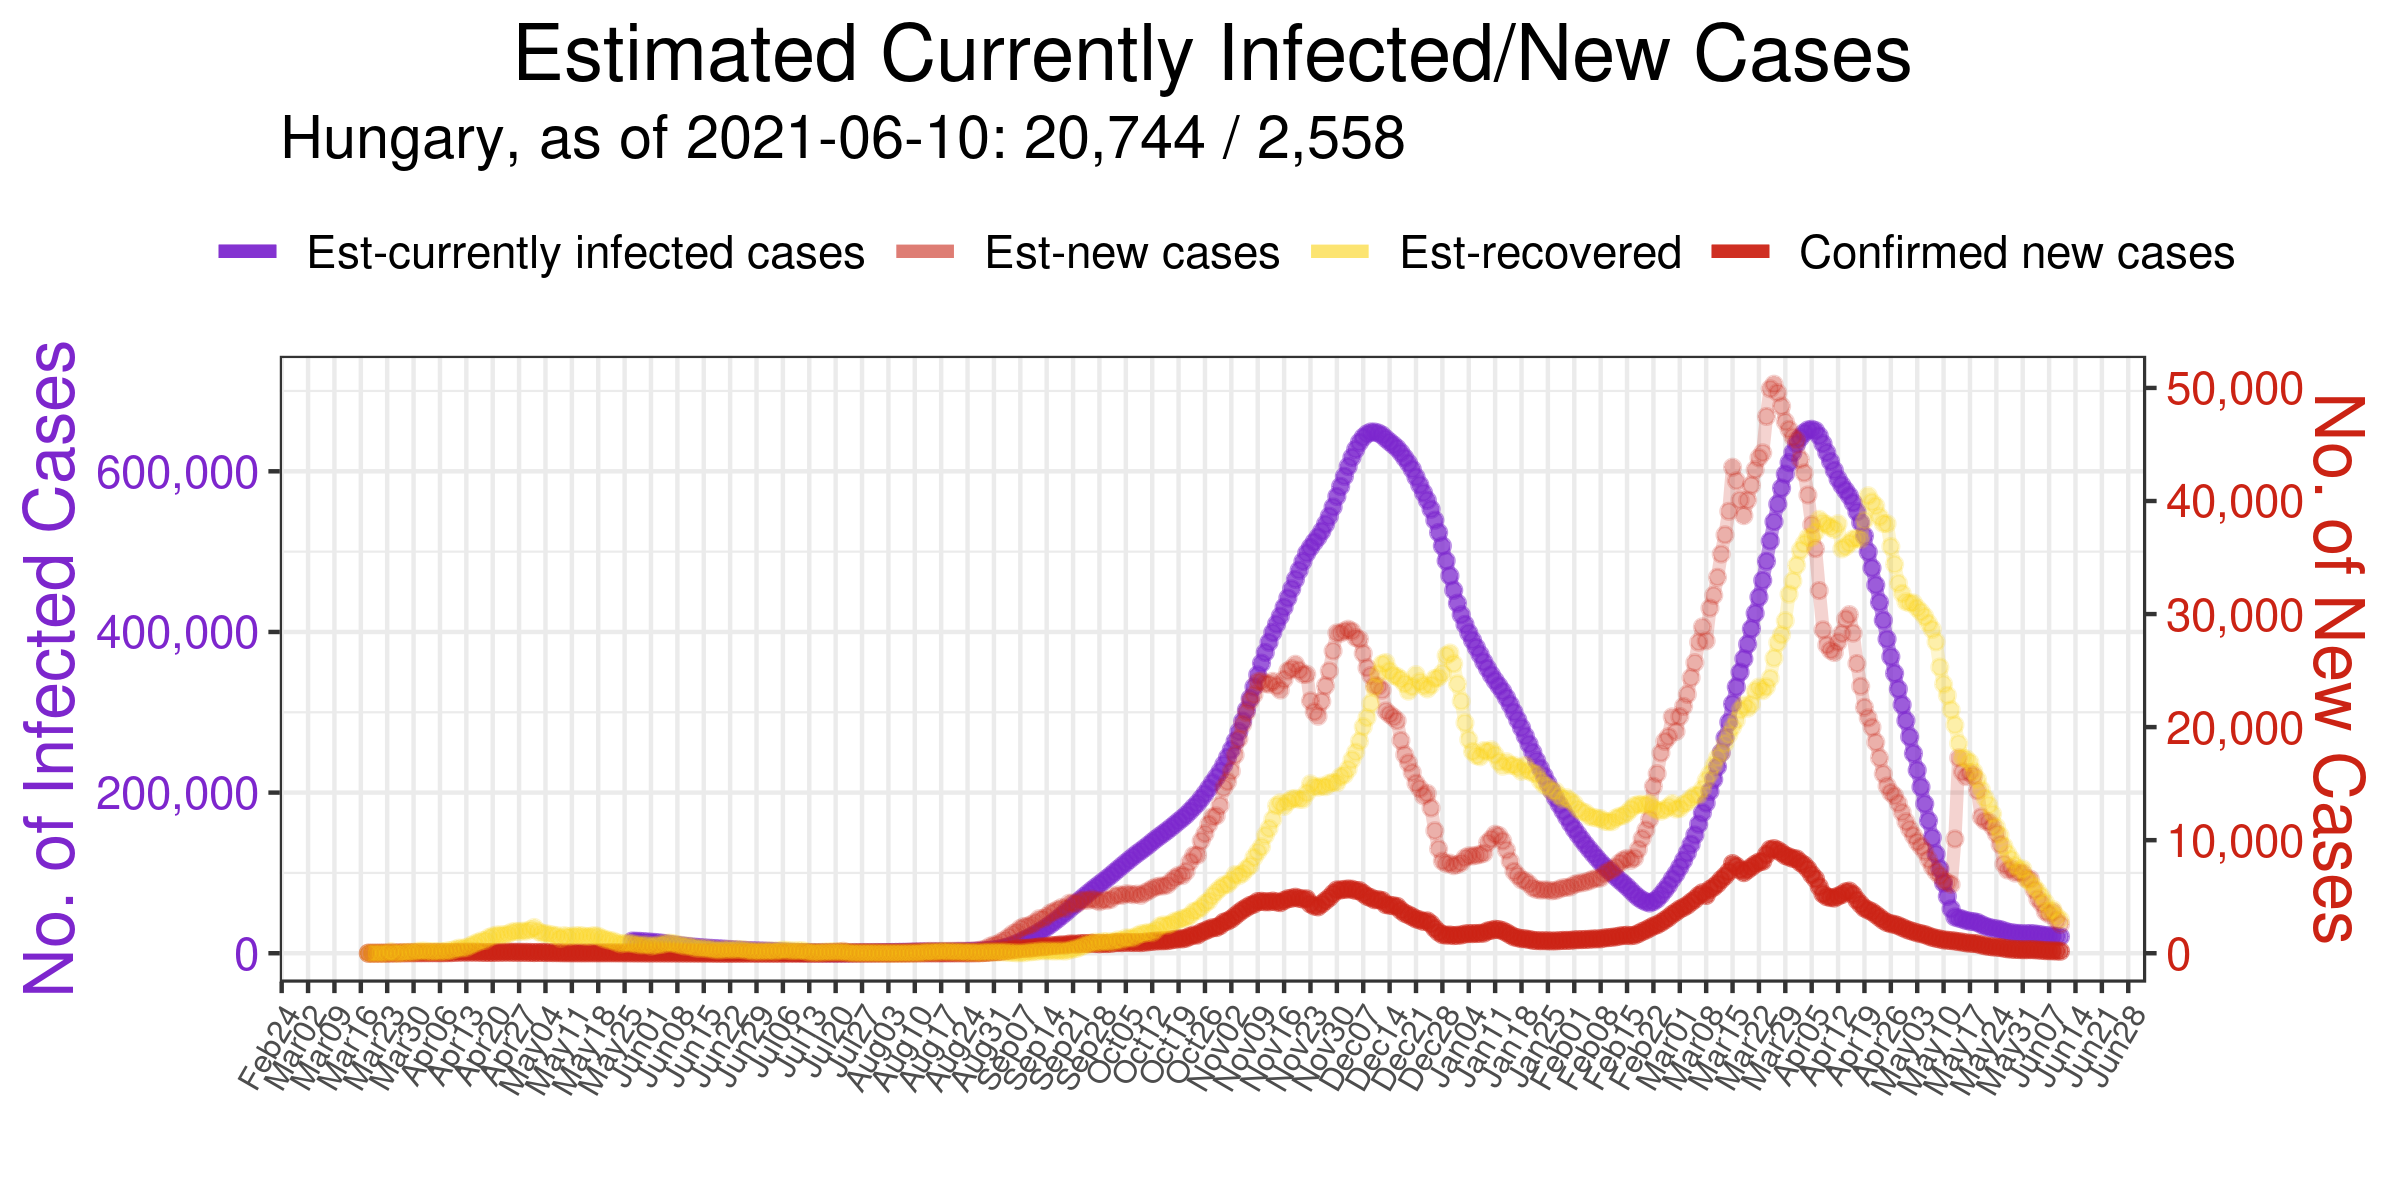 Estimated Currently Infected/New Cases
Hungary, as of 2021-06-10: 20,744 / 2,558
Est-currently infected cases Est-new cases Est-recovered Confirmed new cases
No. of Infected Cases
600,000
400,000
200,000
0
50,000
40,000
30,000
20,000
10,000
0
No. of New Cases
Feb24
Mar02
Mar09
Mar16
Mar23
Mar30
Apr06
Apr13
Apr20
Apr27
May04
May11
May18
May25
Jun01
Jun08
Jun15
Jun22
Jun29
Jul06
Jul13
Jul20
Jul27
Aug03
Aug10
Aug17
Aug24
Aug31
Sep07
Sep14
Sep21
Sep28
Oct05
Oct12
Oct19
Oct26
Nov02
Nov09
Nov16
Nov23
Nov30
Dec07
Dec14
Dec21
Dec28
Jan04
Jan11
Jan18
Jan25
Feb01
Feb08
Feb15
Feb22
Mar01
Mar08
Mar15
Mar22
Mar29
Apr05
Apr12
Apr19
Apr26
May03
May10
May17
May24
May31
Jun07
Jun14
Jun21
Jun28